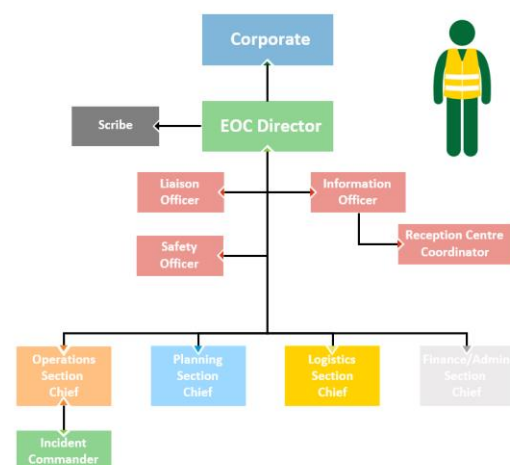 Corporate
Scribe
EOC Director
Liaison
Officer
Information
Officer
Safety
Officer
Reception Centre
Coordinator
Operations
Section
Chief
Planning
Section
Chief
Logistics
Section
Chief
Finance/Admin
Section
Chief
Incident
Commander